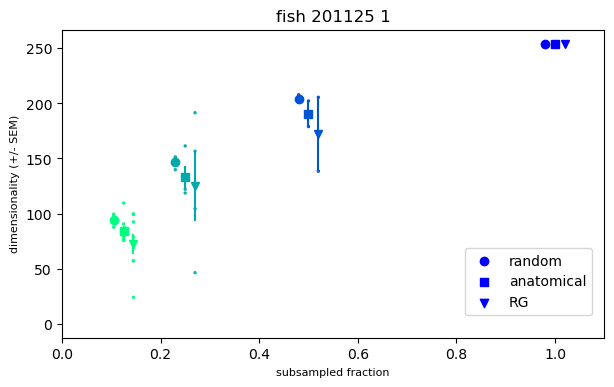 fish 201125 1
dimensionality (+/- SEM)
250
200
150
100
50
0
random
anatomical
RG
0.0 0.2 0.4 0.6 0.8 1.0
subsampled fraction